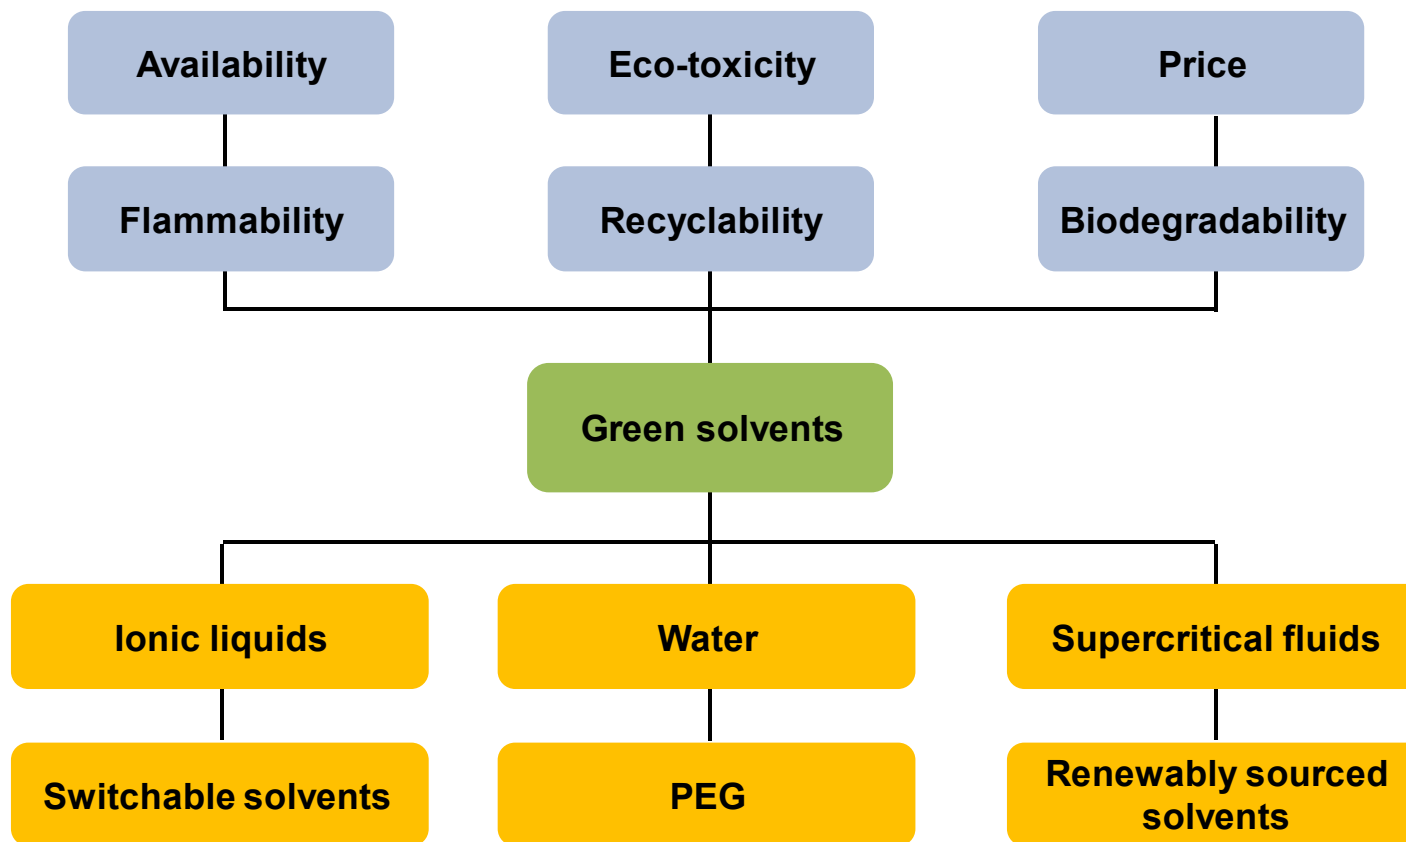 Availability
Eco-toxicity
Price
Flammability
Recyclability
Biodegradability
Green solvents
Ionic liquids
Water
Supercritical fluids
Switchable solvents
PEG
Renewably sourced
solvents